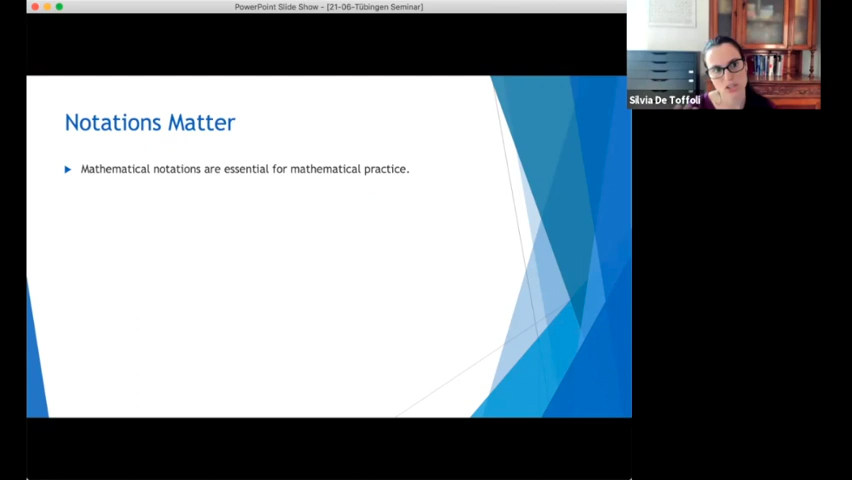 PowerPoint Slide Show - [21-06-Tübingen Seminar]
Silvia De Toffoli
Notations Matter
Mathematical notations are essential for mathematical practice.